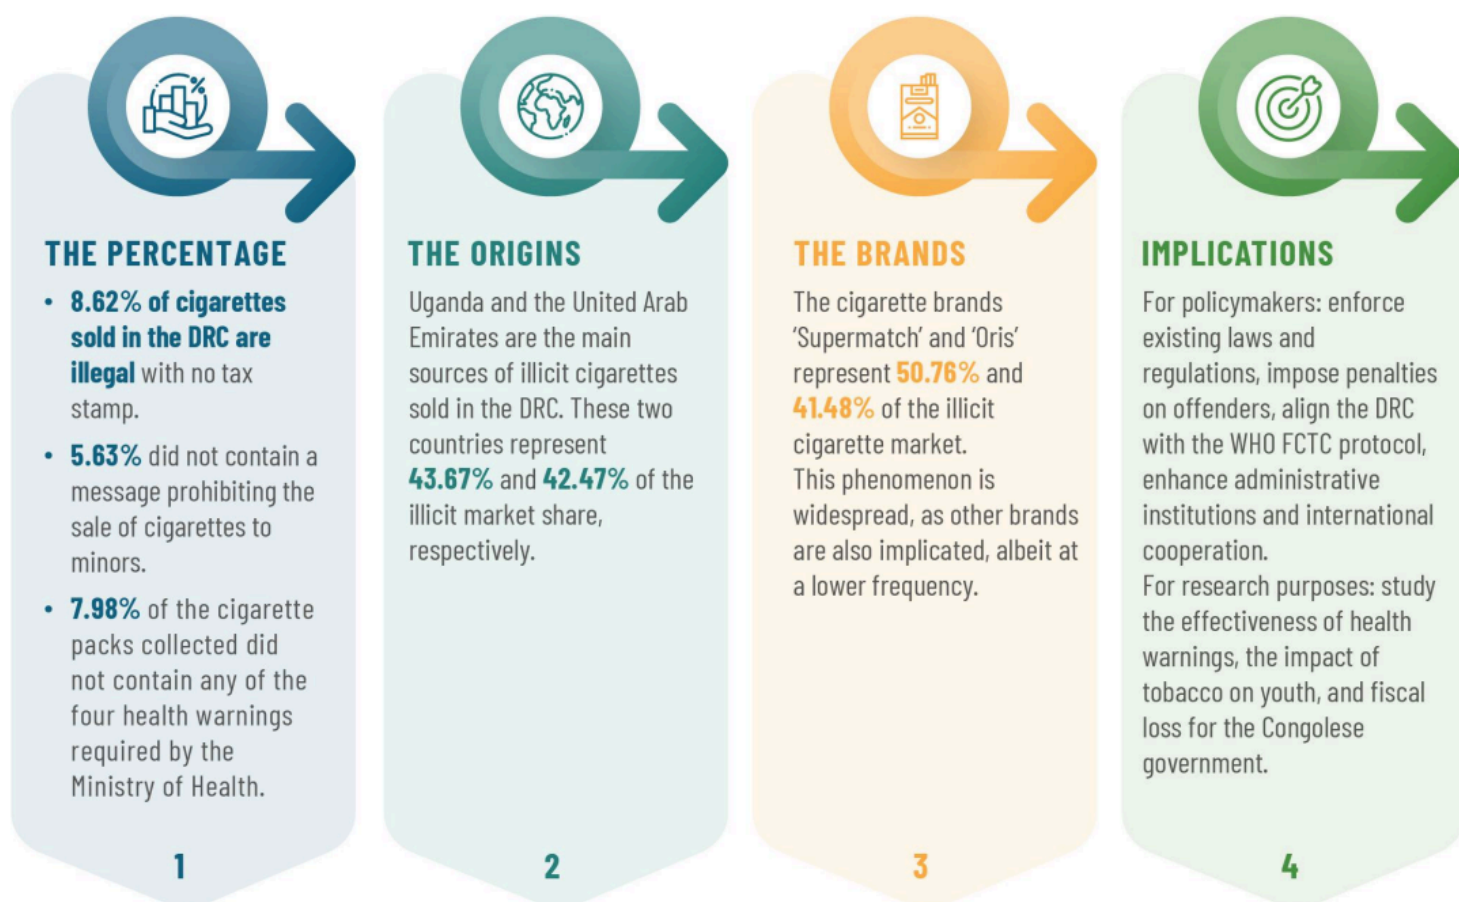 THE PERCENTAGE
• 8.62% of cigarettes
sold in the DRC are
illegal with no tax
stamp.
• 5.63% did not contain a
message prohibiting the
sale of cigarettes to
minors.
• 7.98% of the cigarette
packs collected did
not contain any of the
four health warnings
required by the
Ministry of Health.
1
THE ORIGINS
Uganda and the United Arab
Emirates are the main
sources of illicit cigarettes
sold in the DRC. These two
countries represent
43.67% and 42.47% of the
illicit market share,
respectively.
2
THE BRANDS
The cigarette brands
‘Supermatch’ and ‘Oris’
represent 50.76% and
41.48% of the illicit
cigarette market.
This phenomenon is
widespread, as other brands
are also implicated, albeit at
a lower frequency.
3
IMPLICATIONS
For policymakers: enforce
existing laws and
regulations, impose penalties
on offenders, align the DRC
with the WHO FCTC protocol,
enhance administrative
institutions and international
cooperation.
For research purposes: study
the effectiveness of health
warnings, the impact of
tobacco on youth, and fiscal
loss for the Congolese
government.
4